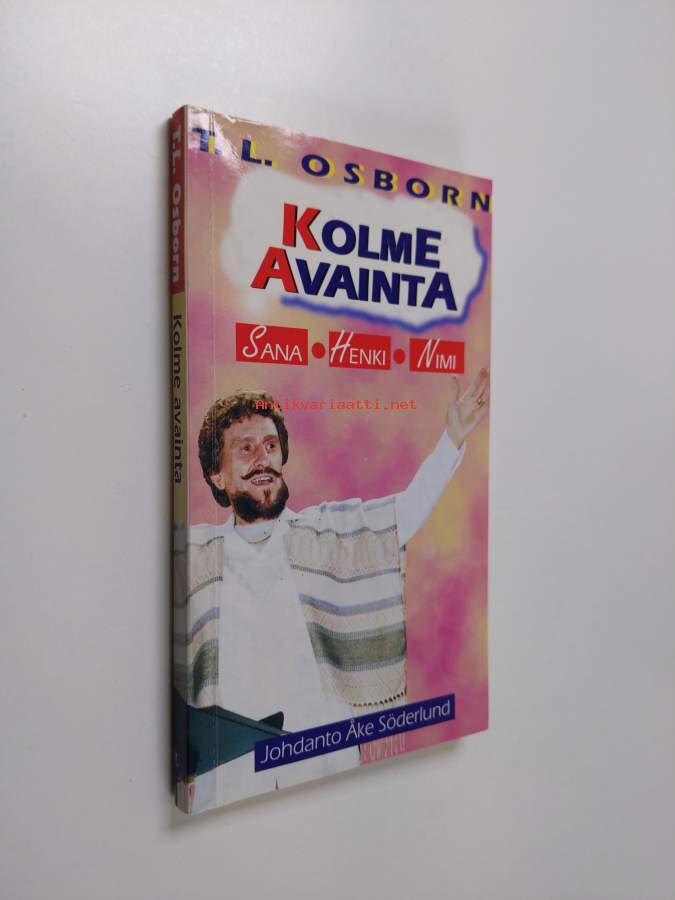 T. L. OSBORN
KOLME
AVAINTA
SANA • HENKI • NIMI
Antikvariaatti.net
Johdanto Åke Söderlund
T.L. Osborn Kolme avainta